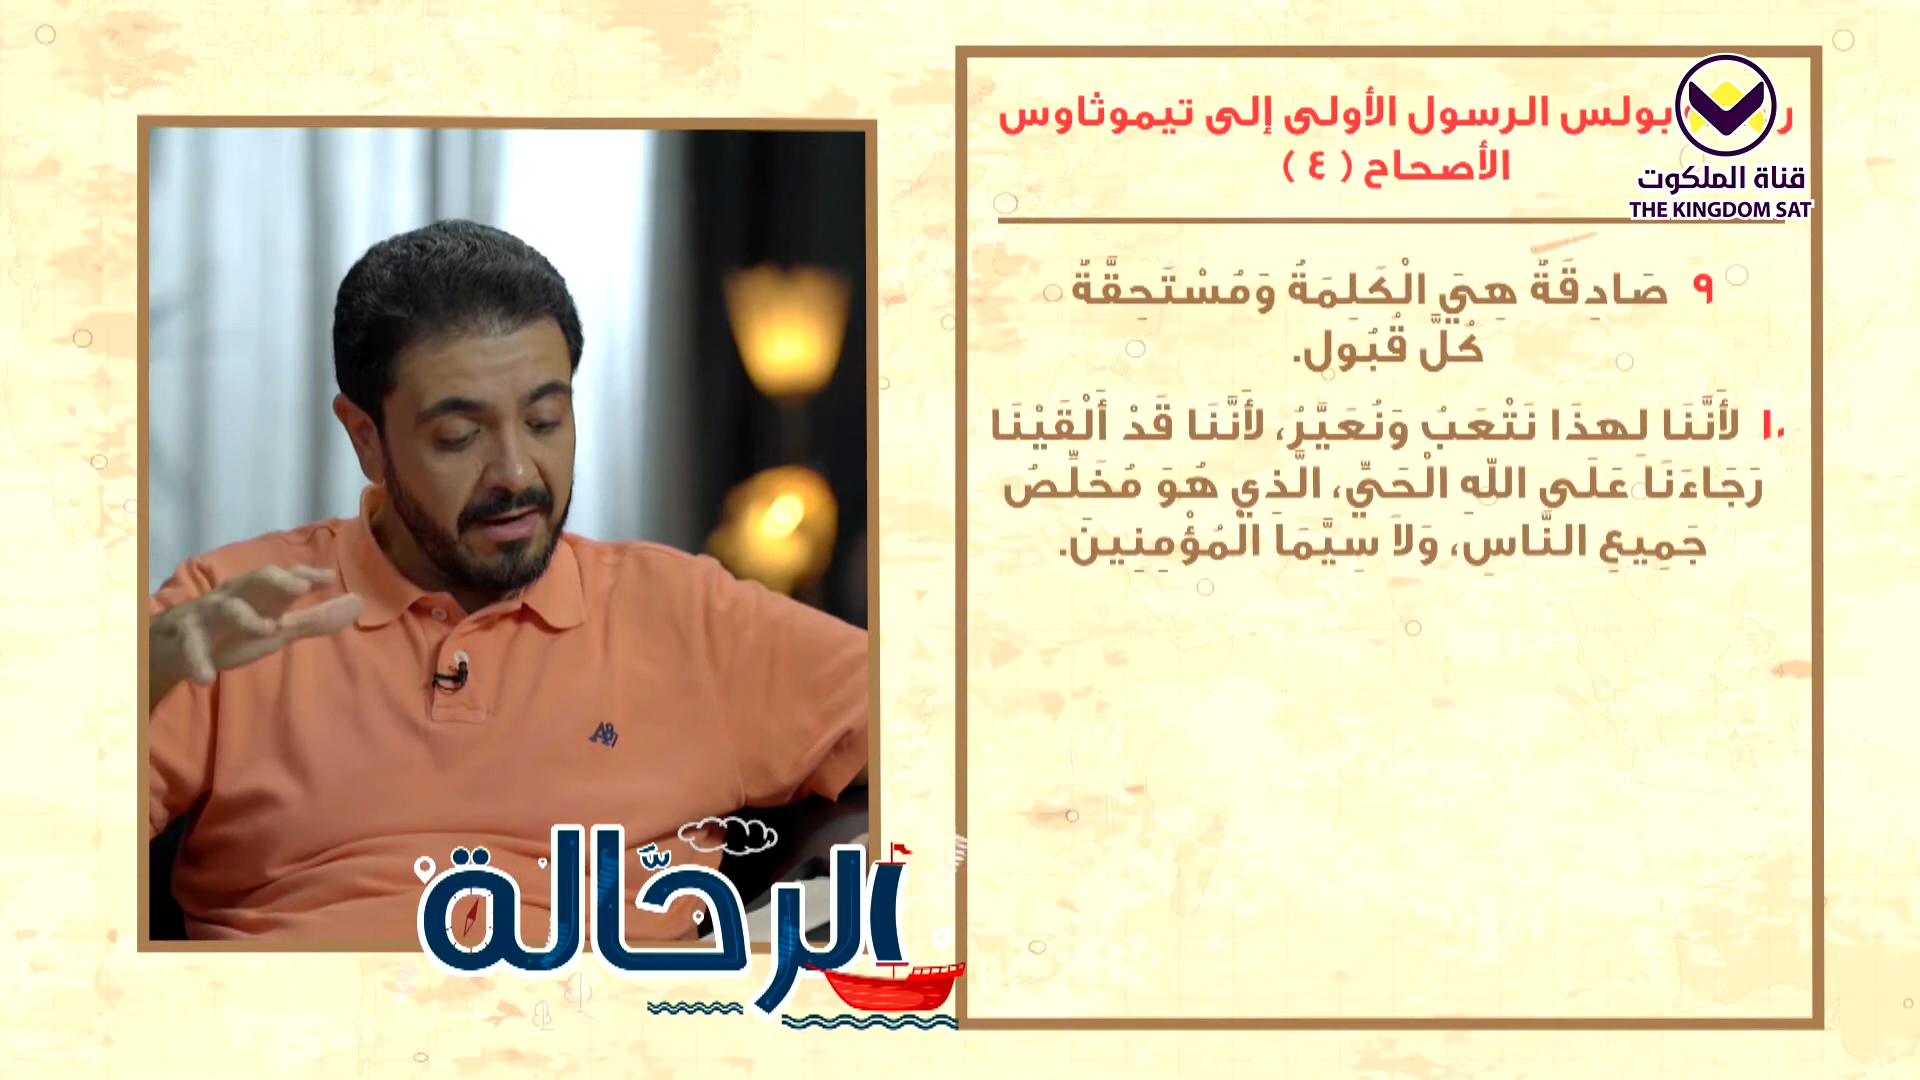 بولس الرسول الأولى إلى تيموثاوس
الأصحاح ( ٤ )
قناة الملكوت
THE KINGDOM SAT
٩ صَادِقَةٌ هِيَ الْكَلِمَةُ وَمُسْتَحِقَّةٌ
كُلَّ قُبُول.
١٠ لأَنَّنَا لِهذَا نَتْعَبُ وَنُعَيَّرُ، لأَنَّنَا قَدْ أَلْقَيْنَا
رَجَاءَنَا عَلَى اللهِ الْحَيِّ، الَّذِي هُوَ مُخَلِّصُ
جَمِيعِ النَّاسِ، وَلاَ سِيَّمَا الْمُؤْمِنِينَ.
الرحّالة